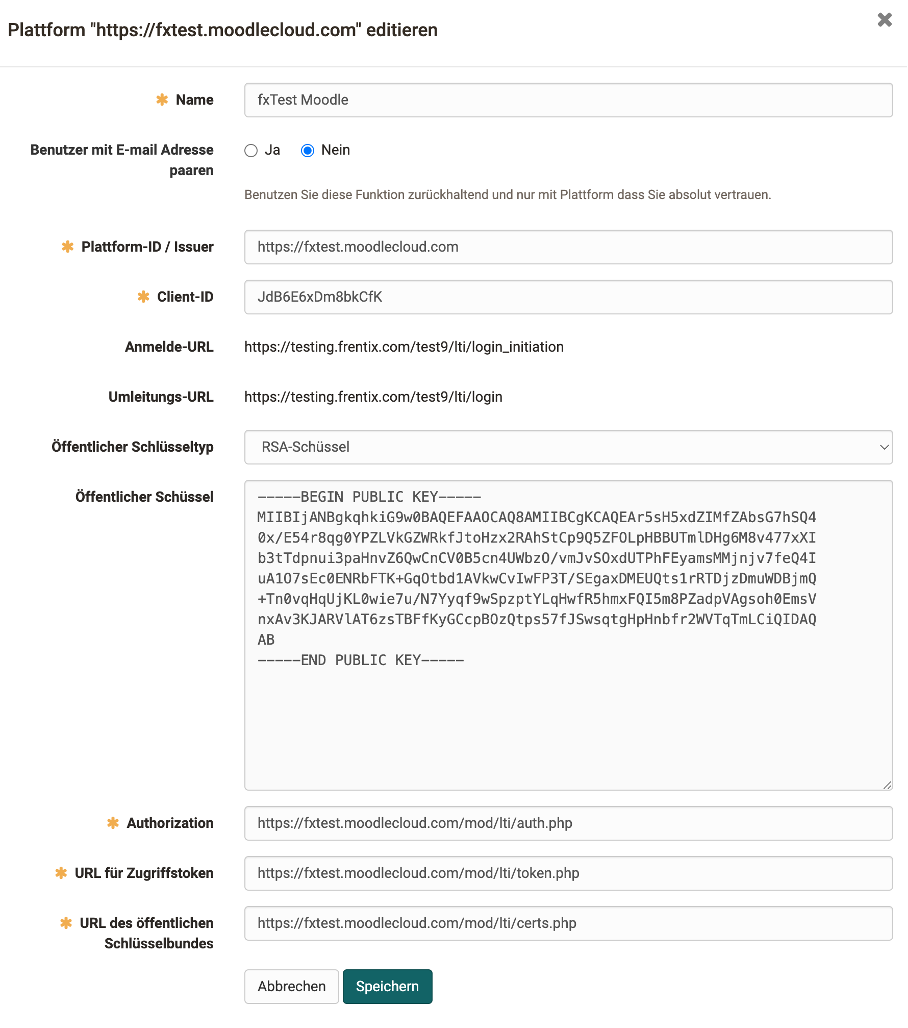 Plattform "https://fxtest.moodlecloud.com" editieren
Name
fxTest Moodle
Benutzer mit E-mail Adresse
paaren
Ja
Nein
Benutzen Sie diese Funktion zurückhaltend und nur mit Plattform dass Sie absolut vertrauen.
Plattform-ID / Issuer
https://fxtest.moodlecloud.com
Client-ID
JdB6E6xDm8bkCfK
Anmelde-URL
https://testing.frentix.com/test9/lti/login_initiation
Umleitungs-URL
https://testing.frentix.com/test9/lti/login
Öffentlicher Schlüsseltyp
RSA-Schüssel
Öffentlicher Schüssel
-----BEGIN PUBLIC KEY-----
MIIBIjANBgkqhkiG9w0BAQEFAAOCAQ8AMIIBCgKCAQEAr5sH5xdZIMfZAbsG7hSQ4
0x/E54r8qg0YPZLVkGZWRkfJtoHzx2RAhStCp9Q5ZFOLpHBBUTmlDHg6M8v477xXI
b3tTdpnui3paHnvZ6QwCnCV0B5cn4UWbzO/vmJvSOxdUTPhFEyamsMMjnjv7feQ4I
uA1O7sEc0ENRbFTK+GqOtbd1AVkwCvIwFP3T/SEgaxDMEUQts1rRTDjzDmuWDBjmQ
+Tn0vqHqUjKL0wie7u/N7Yyqf9wSpzptYLqHwfR5hmxFQI5m8PZadpVAgsoh0EmsV
nxAv3KJARVlAT6zsTBFfKyGCcpBOzQtps57fJSwsqtgHpHnbfr2WVTqTmLCiQIDAQ
AB
-----END PUBLIC KEY-----
Authorization
https://fxtest.moodlecloud.com/mod/lti/auth.php
URL für Zugriffstoken
https://fxtest.moodlecloud.com/mod/lti/token.php
URL des öffentlichen
Schlüsselbundes
https://fxtest.moodlecloud.com/mod/lti/certs.php
Abbrechen
Speichern